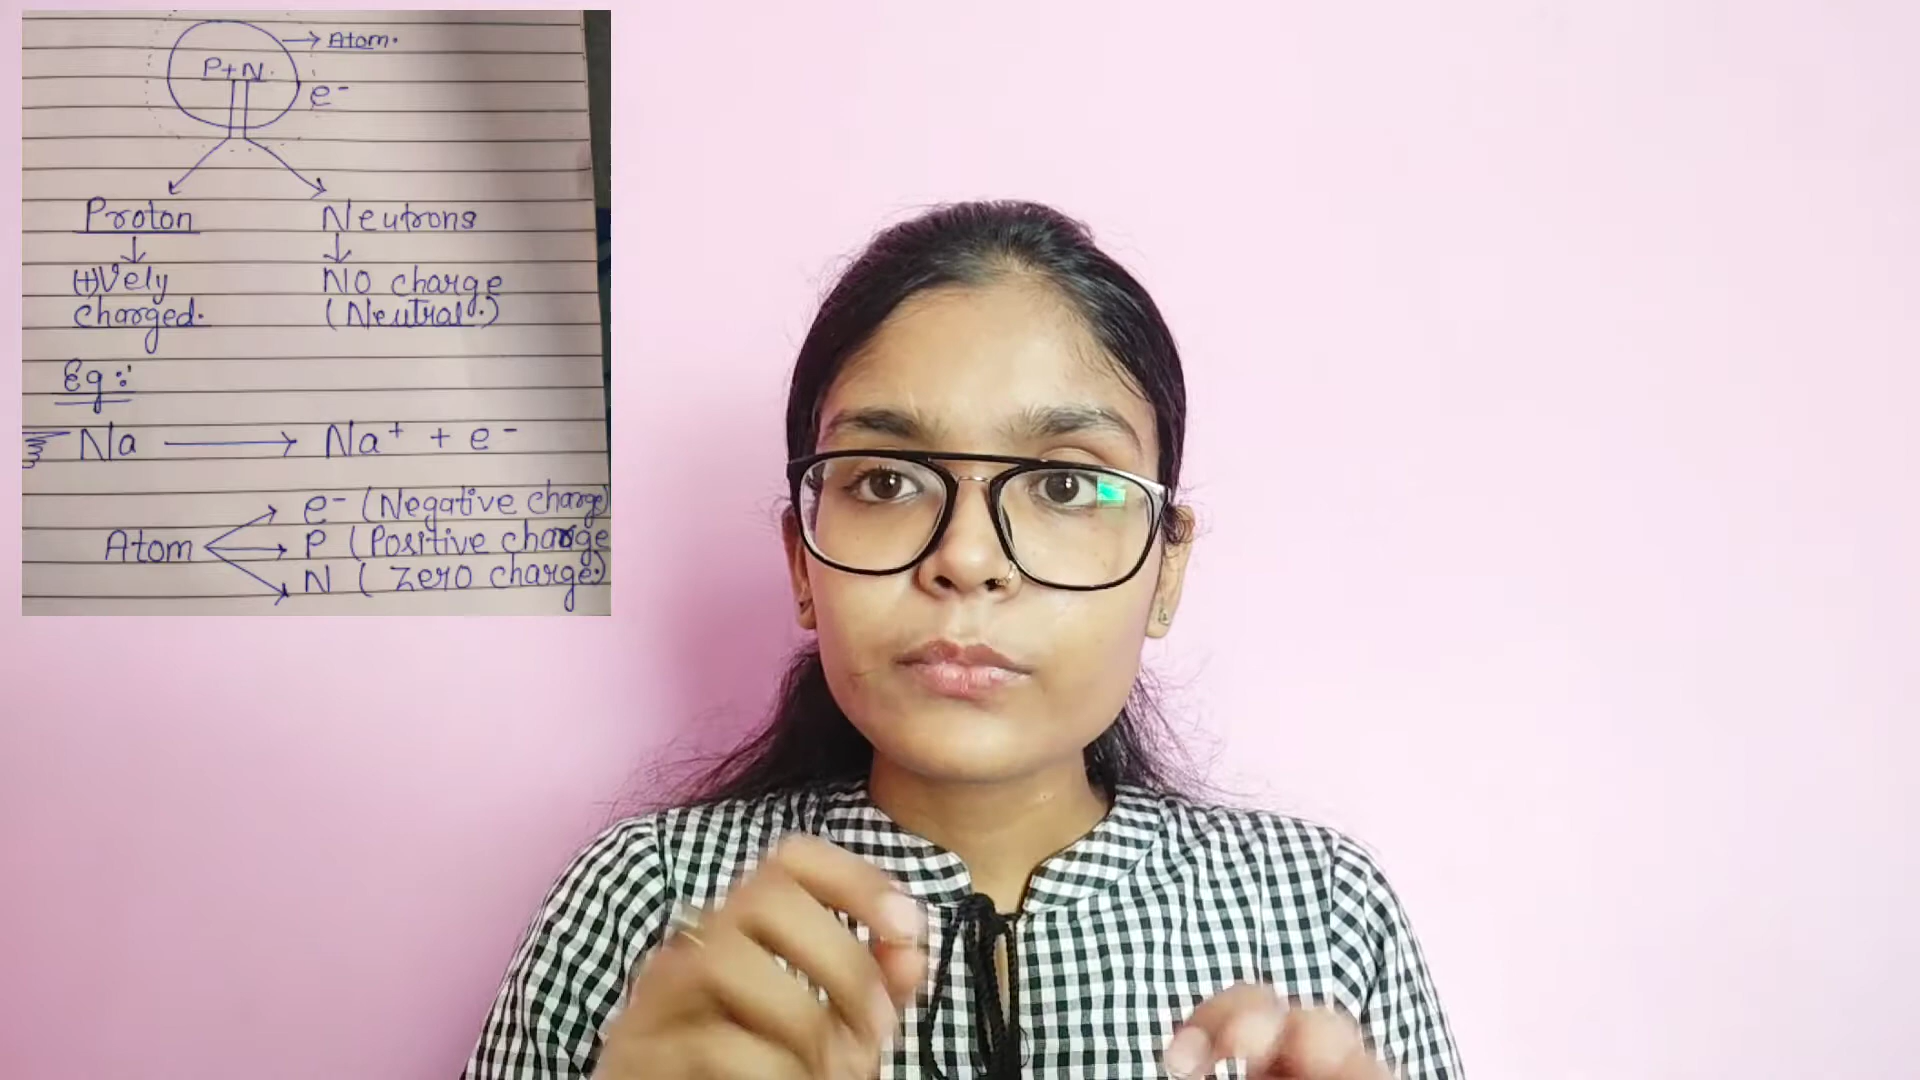 → Atom.
P+N.
e-
Proton Neutrons
↓ ↓
(+)Vely NO charge
charged. (Neutral.)
Eg :-
Na → Na+ + e-
e- (Negative charge)
Atom P (Positive charge
N ( Zero charge.)